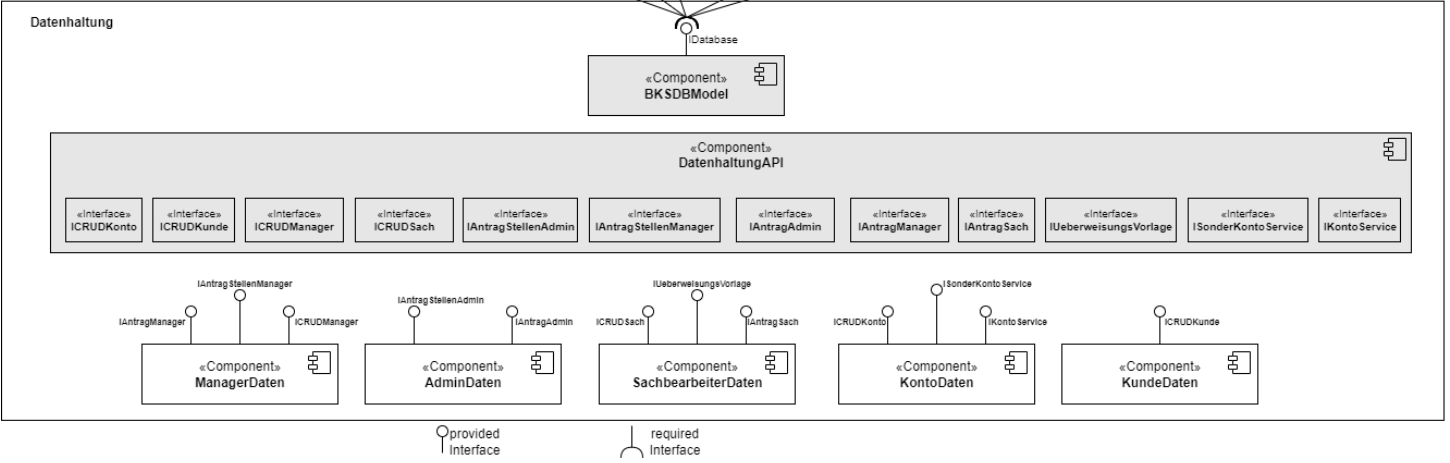 Datenhaltung
IDatabase
«Component»
BKSDBModel
«Component»
DatenhaltungAPI
«Interface»
ICRUDKonto
«Interface»
ICRUDKunde
«Interface»
ICRUDManager
«Interface»
ICRUDSach
«Interface»
IAntragStellenAdmin
«Interface»
IAntragStellenManager
«Interface»
IAntragAdmin
«Interface»
IAntragManager
«Interface»
IAntragSach
«Interface»
IUeberweisungsVorlage
«Interface»
ISonderKontoService
«Interface»
IKontoService
IAntragStellenManager
IAntragManager
ICRUDManager
«Component»
ManagerDaten
IAntragStellenAdmin
IAntragAdmin
«Component»
AdminDaten
IUeberweisungsVorlage
ICRUDSach
IAntragSach
«Component»
SachbearbeiterDaten
ISonderKontoService
ICRUDKonto
IKontoService
«Component»
KontoDaten
ICRUDKunde
«Component»
KundeDaten
provided
Interface
required
Interface